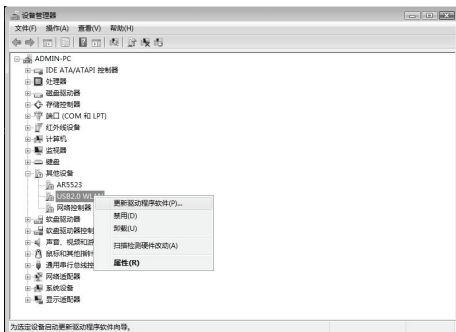 设备管理器
文件(F) 操作(A) 查看(V) 帮助(H)
ADMIN-PC
IDE ATA/ATAPI 控制器
处理器
磁盘驱动器
存储控制器
端口 (COM 和 LPT)
红外线设备
计算机
监视器
键盘
其他设备
AR5523
USB2.0 WLAN
网络控制器
更新驱动程序软件(P)...
禁用(D)
卸载(U)
扫描检测硬件改动(A)
属性(R)
软盘驱动器
软盘驱动器控制
声音、视频和游
鼠标和其他指针
通用串行总线控
网络适配器
系统设备
显示适配器
为选定设备启动更新驱动程序软件向导。